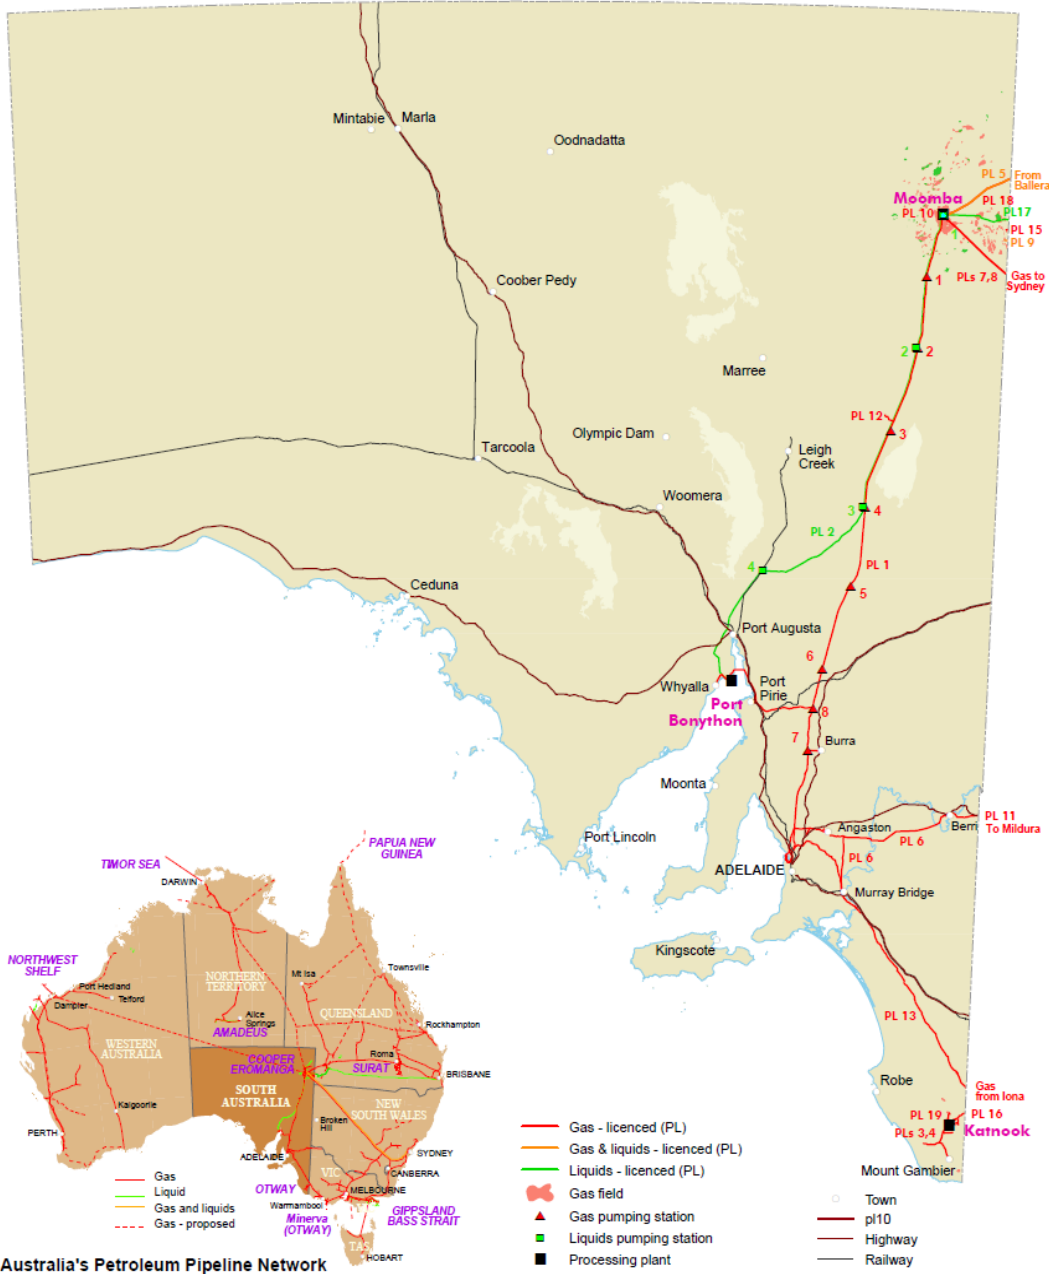 Mintabie
Marla
Oodnadatta
PL 5
From
Ballera
Moomba
PL 18
PL 10
PL17
1
PL 15
PL 9
1
PLs 7,8
Gas to
Sydney
Coober Pedy
2
2
Marree
PL 12
3
Olympic Dam
Tarcoola
Leigh
Creek
Woomera
3
4
PL 2
4
PL 1
5
Ceduna
Port Augusta
6
Whyalla
Port
Pirie
Port
Bonython
8
7
Burra
Moonta
PL 11
To Mildura
Berri
Angaston
PL 6
Port Lincoln
PL 6
ADELAIDE
Murray Bridge
Kingscote
PL 13
Robe
Gas
from Iona
PL 19
PL 16
PLs 3,4
Katnook
Mount Gambier
PAPUA NEW
GUINEA
TIMOR SEA
DARWIN
NORTHWEST
SHELF
Townsville
Mt Isa
NORTHERN
TERRITORY
Port Hedland
Telford
Dampier
QUEENSLAND
Alice
Springs
AMADEUS
Rockhampton
WESTERN
AUSTRALIA
COOPER
EROMANGA
Roma
SURAT
BRISBANE
SOUTH
AUSTRALIA
NEW
SOUTH WALES
Kalgoorlie
Broken
Hill
PERTH
SYDNEY
ADELAIDE
VIC
CANBERRA
OTWAY
MELBOURNE
Warrnambool
Minerva
(OTWAY)
GIPPSLAND
BASS STRAIT
TAS
HOBART
Gas
Liquid
Gas and liquids
Gas - proposed
Australia's Petroleum Pipeline Network
Gas - licenced (PL)
Gas & liquids - licenced (PL)
Liquids - licenced (PL)
Gas field
Gas pumping station
Liquids pumping station
Processing plant
Town
pl10
Highway
Railway